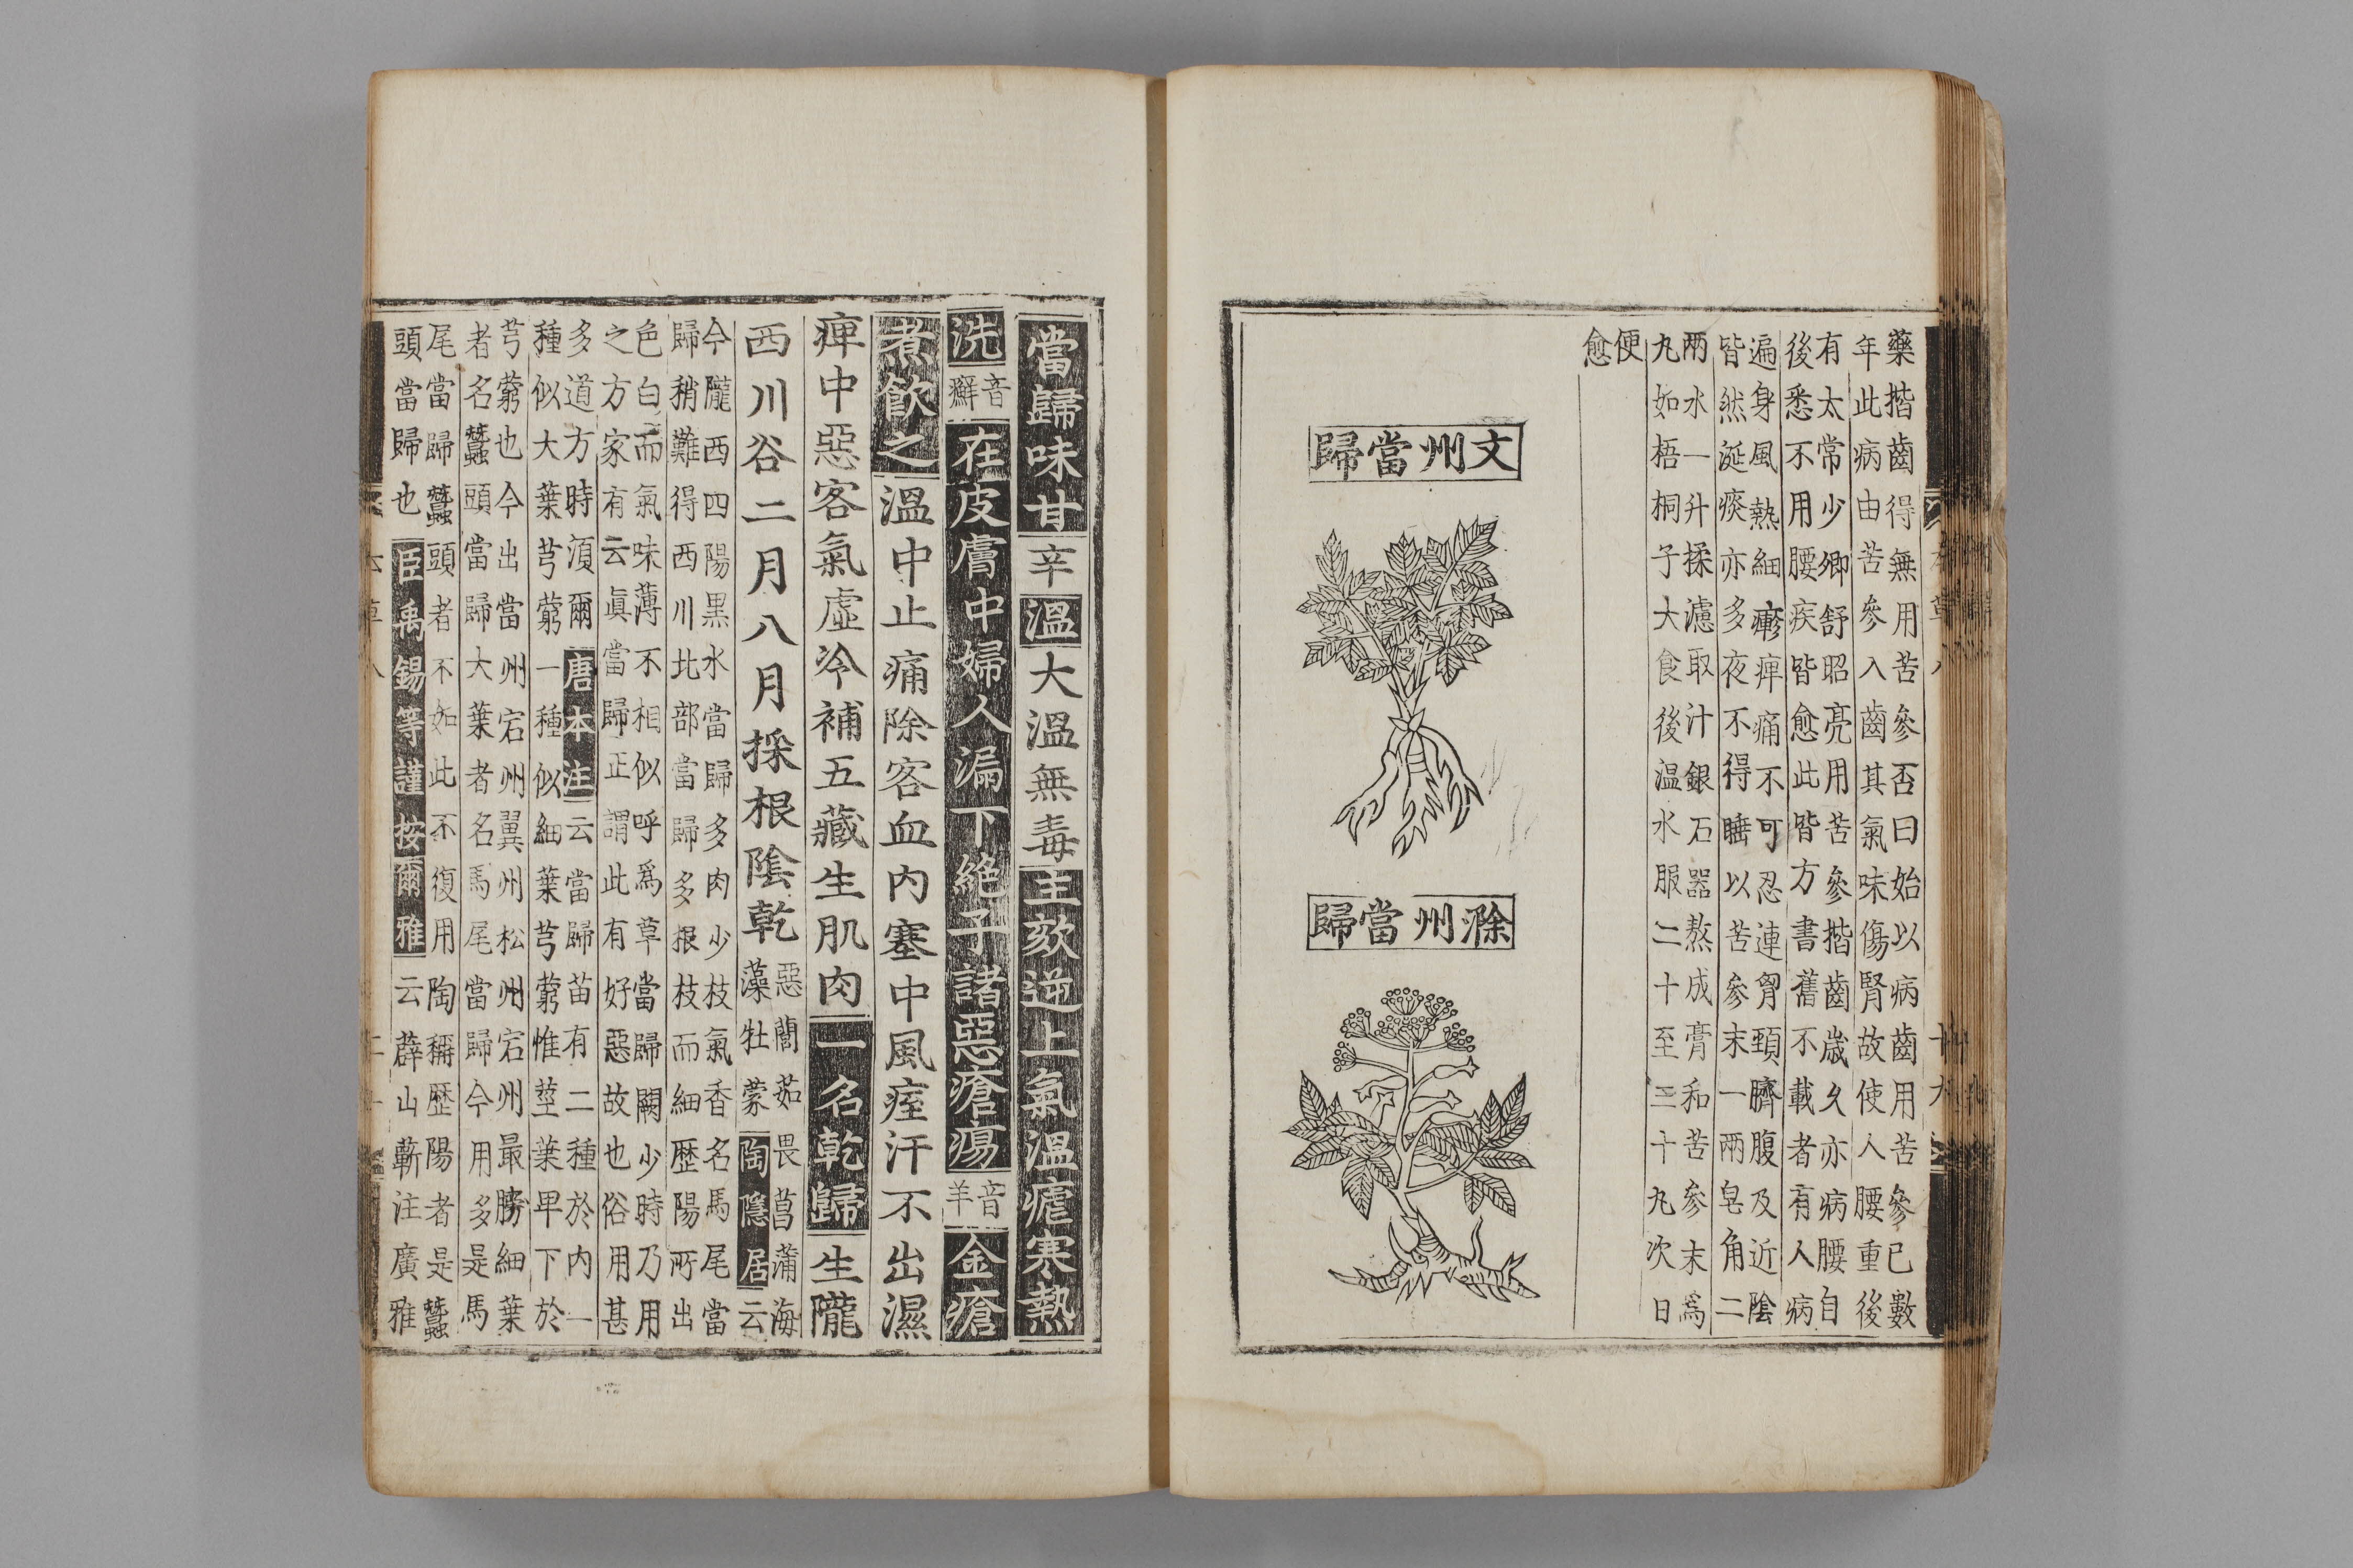 藥揩齒得無用苦參否曰始以病齒用苦參已數
年此病由苦參入齒其氣味傷腎故使人腰重後
有太常少卿舒昭亮用苦參揩齒歲久亦病腰自
後悉不用腰疾皆愈此皆方書舊不載者有人病
遍身風熱細瘮痺痛不可忍連胷頸臍腹及近陰
皆然涎痰亦多夜不得睡以苦參末一兩皂角二
兩水一升揉濾取汁銀石器熬成膏和苦參末爲
丸如梧桐子大食後温水服二十至三十丸次日
便
愈
文州當歸
滁州當歸
當歸味甘辛溫大溫無毒主欬逆上氣溫瘧寒熱
洗音癬在皮膚中婦人漏下絶子諸惡瘡瘍音羊金瘡
煮飲之溫中止痛除客血內塞中風痓汗不出濕
痺中惡客氣虛冷補五藏生肌肉一名乾歸生隴
西川谷二月八月採根陰乾惡䕡茹畏菖蒲海藻牡蒙陶隱居云
今隴西四陽黑水當歸多肉少枝氣香名馬尾當
歸稍難得西川北部當歸多根枝而細歷陽所出
色白而氣味薄不相似呼爲草當歸闕少時乃用
之方家有云眞當歸正謂此有好惡故也俗用甚
多道方時湏爾唐本注云當歸苗有二種於內一
種似大葉芎藭一種似細葉芎藭惟莖葉卑下於
芎藭也今出當州宕州翼州松州宕州最勝細葉
者名蠶頭當歸大葉者名馬尾當歸今用多是馬
尾當歸蠶頭者不如此不復用陶稱歷陽者是蠶
頭當歸也臣禹錫等謹按爾雅云薜山蘄注廣雅
本草八